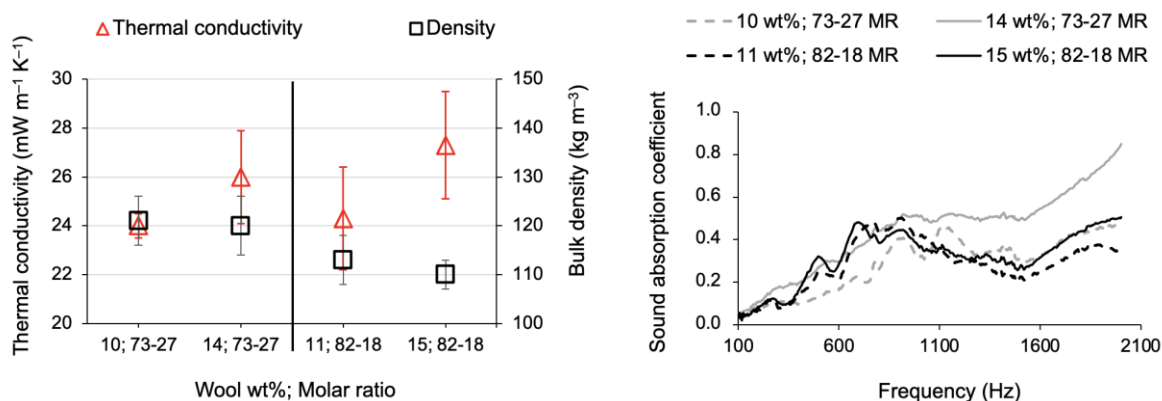 Thermal conductivity
Density
Thermal conductivity (mW m⁻¹ K⁻¹)
30
28
26
24
22
20
150
140
130
120
110
100
Bulk density (kg m⁻³)
10; 73-27
14; 73-27
11; 82-18
15; 82-18
Wool wt%; Molar ratio
10 wt%; 73-27 MR
14 wt%; 73-27 MR
11 wt%; 82-18 MR
15 wt%; 82-18 MR
Sound absorption coefficient
1.0
0.8
0.6
0.4
0.2
0.0
100
600
1100
1600
2100
Frequency (Hz)